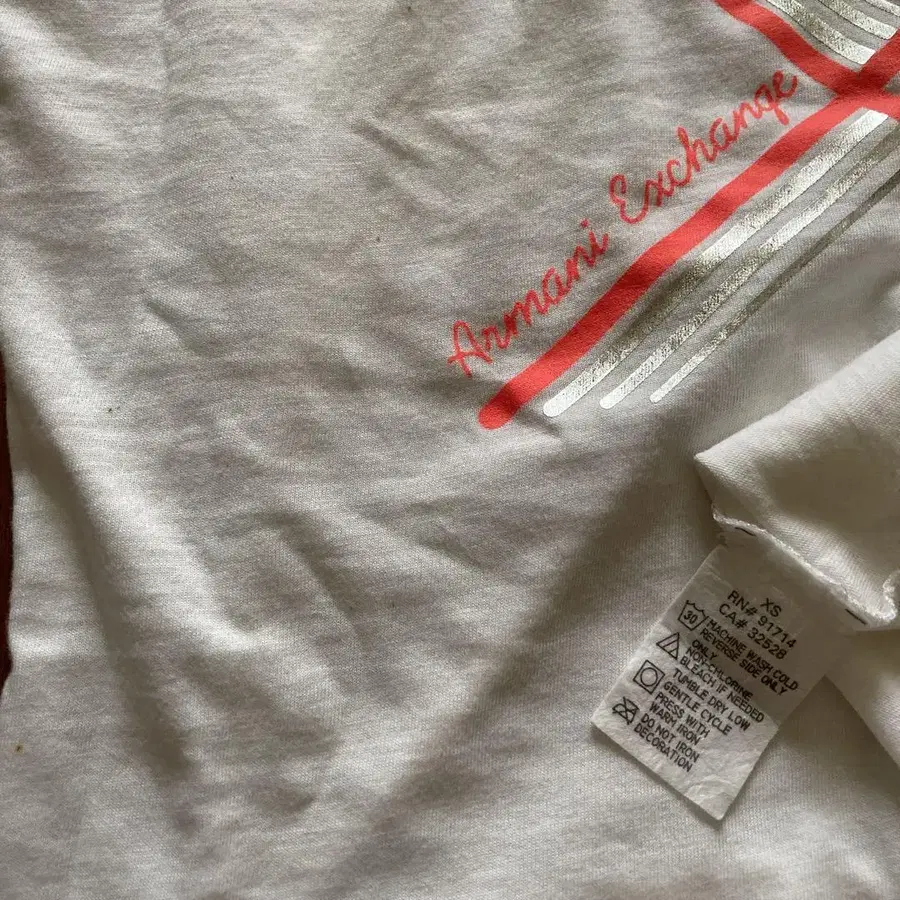 Armani Exchange
XS
RN# 91714
CA# 32528
30
MACHINE WASH COLD
REVERSE SIDE ONLY
ONLY
NON-CHLORINE
BLEACH IF NEEDED
TUMBLE DRY LOW
GENTLE CYCLE
PRESS WITH
WARM IRON
DO NOT IRON
DECORATION